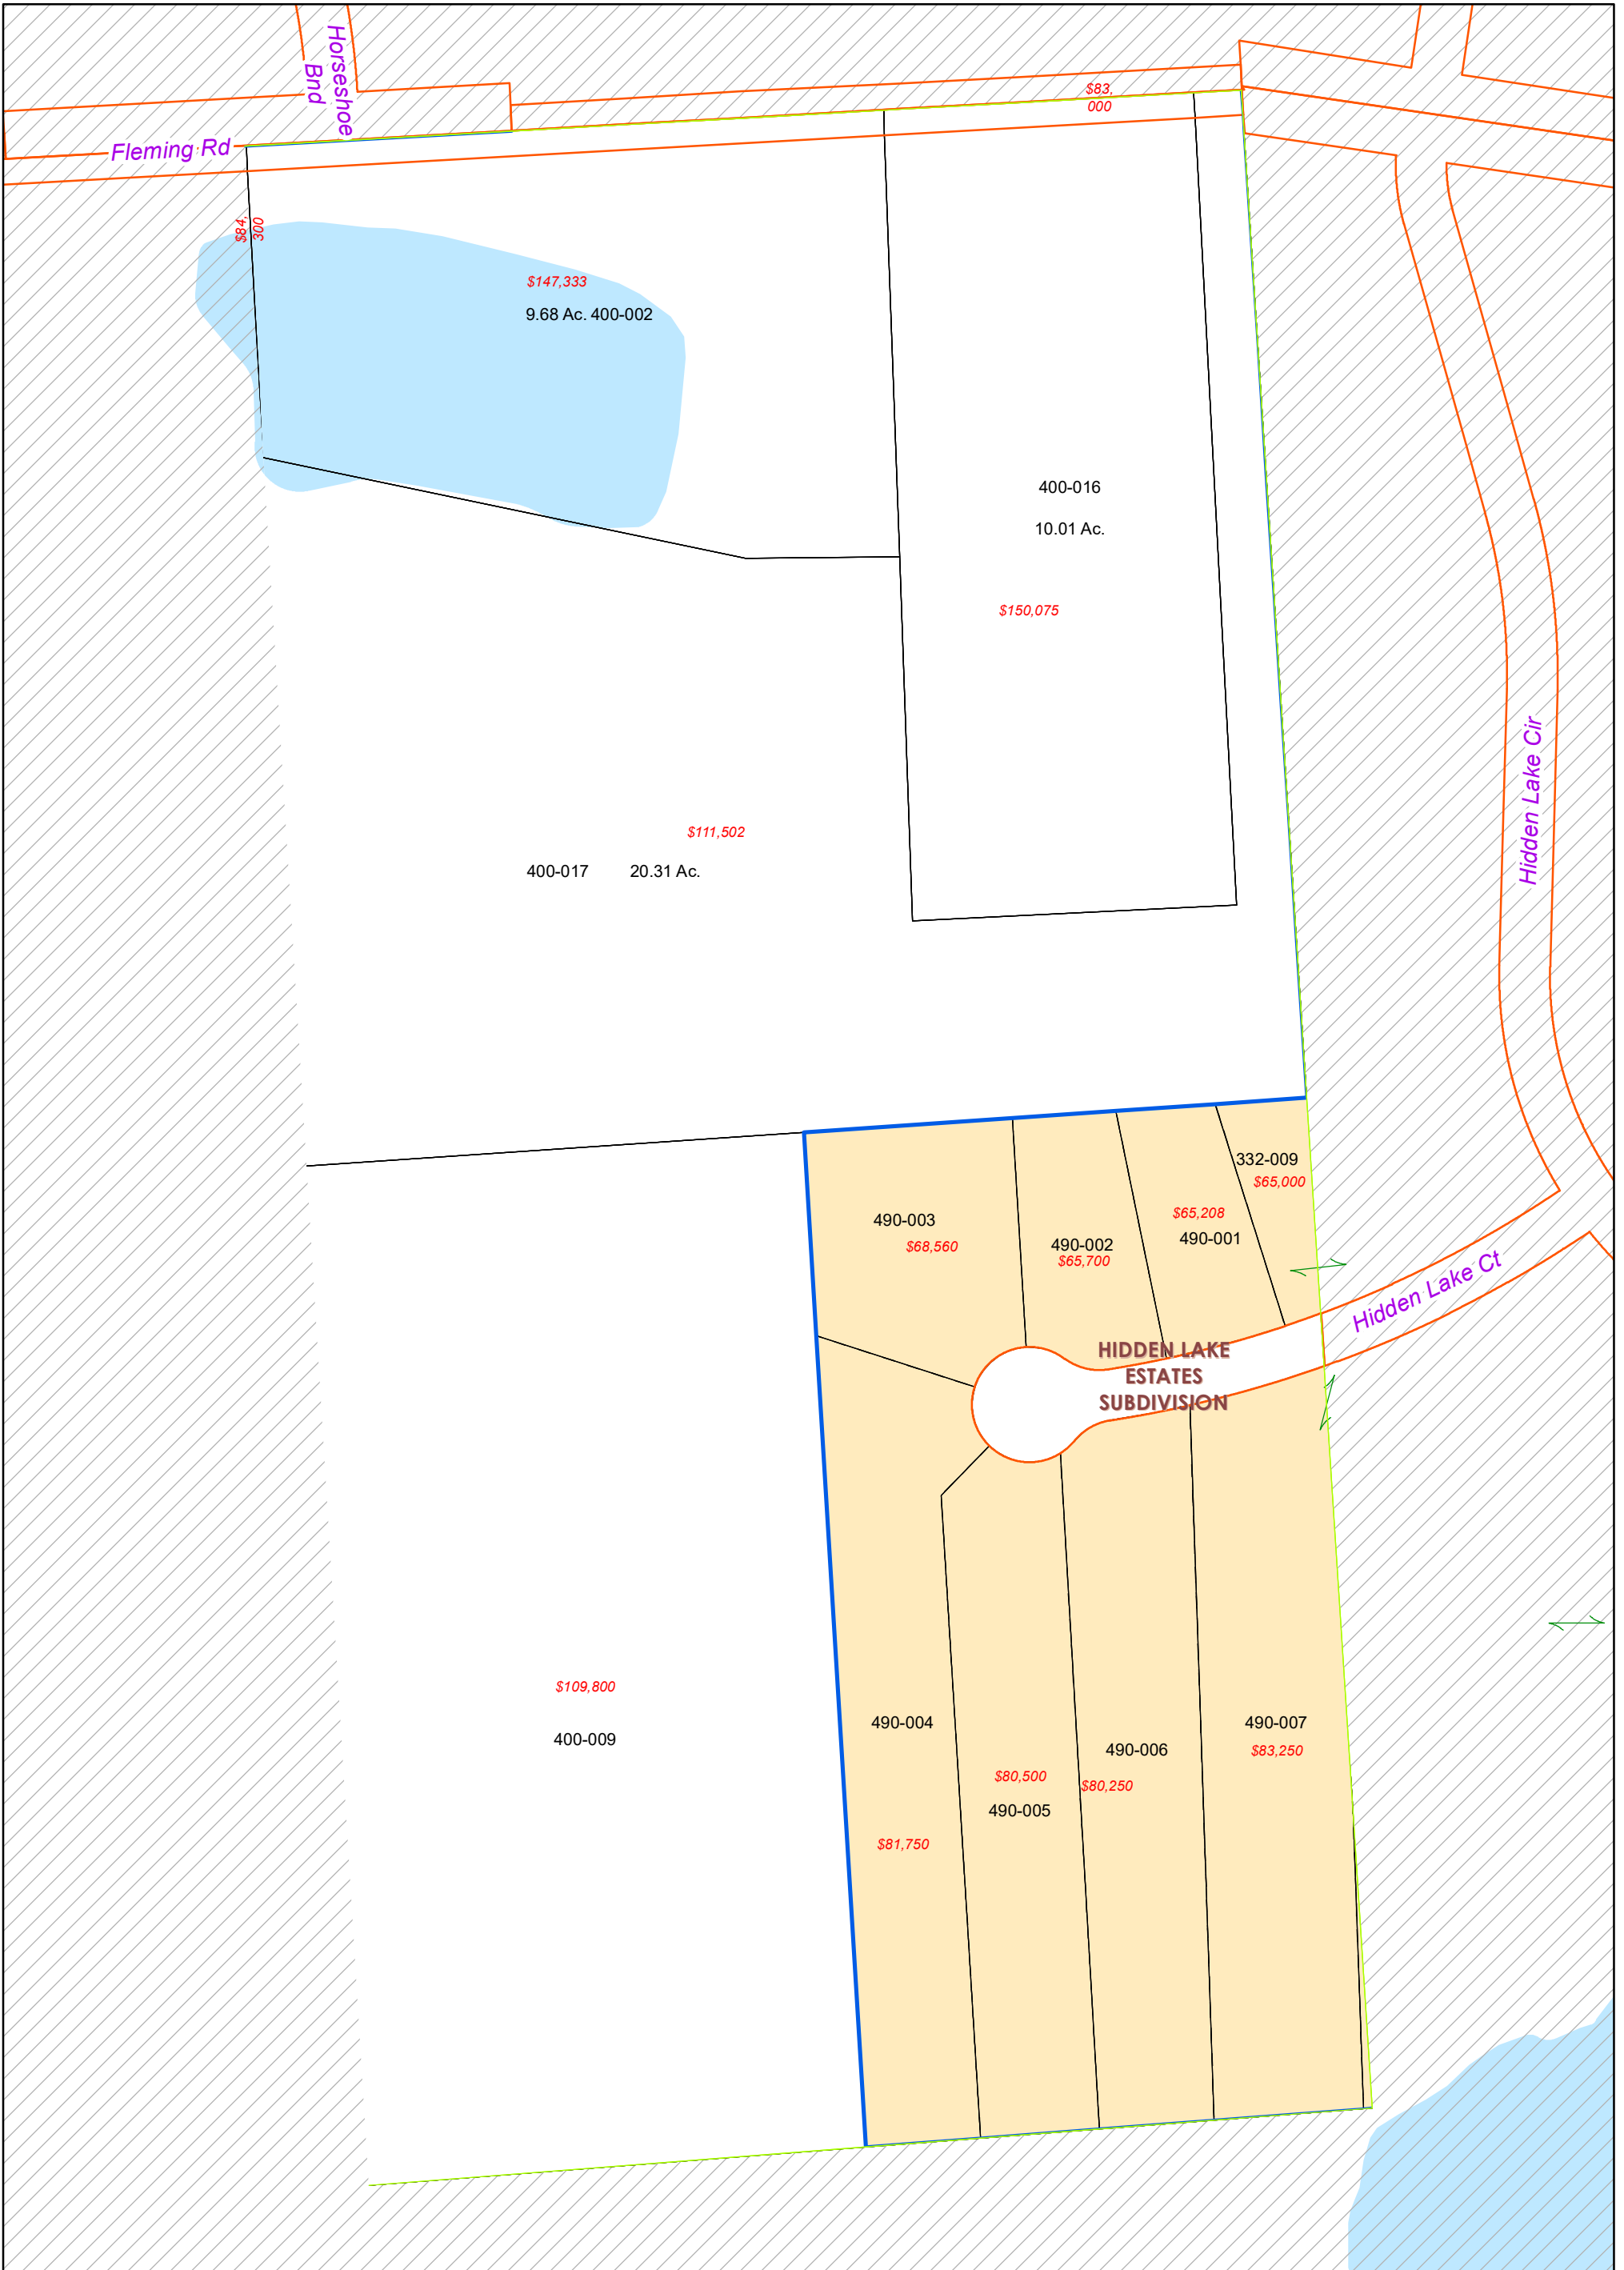 Horseshoe
Bnd
$83,
000
Fleming Rd
$84,
300
$147,333
9.68 Ac. 400-002
400-016
10.01 Ac.
$150,075
Hidden Lake Cir
$111,502
400-017 20.31 Ac.
332-009
$65,000
490-003
$68,560
$65,208
490-001
490-002
$65,700
Hidden Lake Ct
HIDDEN LAKE
ESTATES
SUBDIVISION
$109,800
400-009
490-004
$81,750
$80,500
490-005
490-006
$80,250
490-007
$83,250